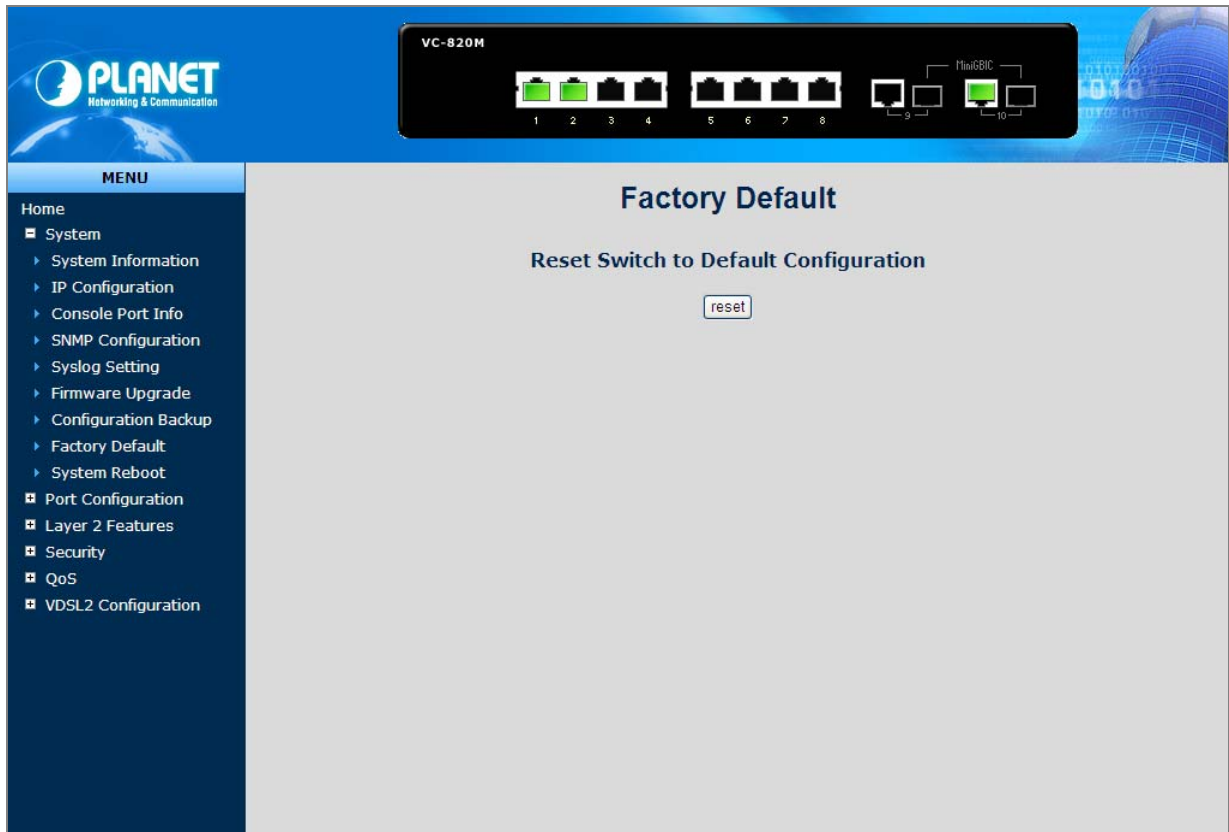 PLANET
Networking & Communication
VC-820M
MiniGBIC
1 2 3 4 5 6 7 8 9 10
MENU
Home
System
System Information
IP Configuration
Console Port Info
SNMP Configuration
Syslog Setting
Firmware Upgrade
Configuration Backup
Factory Default
System Reboot
Port Configuration
Layer 2 Features
Security
QoS
VDSL2 Configuration
Factory Default
Reset Switch to Default Configuration
reset